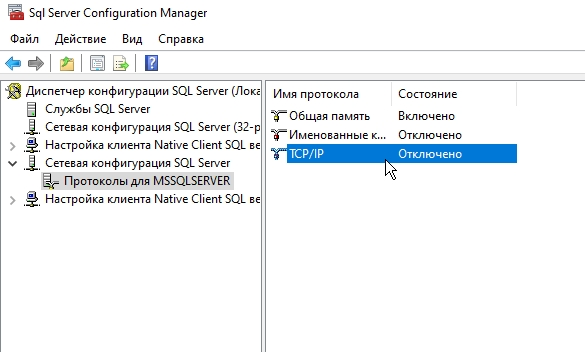 Sql Server Configuration Manager
Файл Действие Вид Справка
Диспетчер конфигурации SQL Server (Лока
Службы SQL Server
Сетевая конфигурация SQL Server (32-р
Настройка клиента Native Client SQL ве
Сетевая конфигурация SQL Server
Протоколы для MSSQLSERVER
Настройка клиента Native Client SQL ве
Имя протокола Состояние
Общая память Включено
Именованные к... Отключено
TCP/IP Отключено